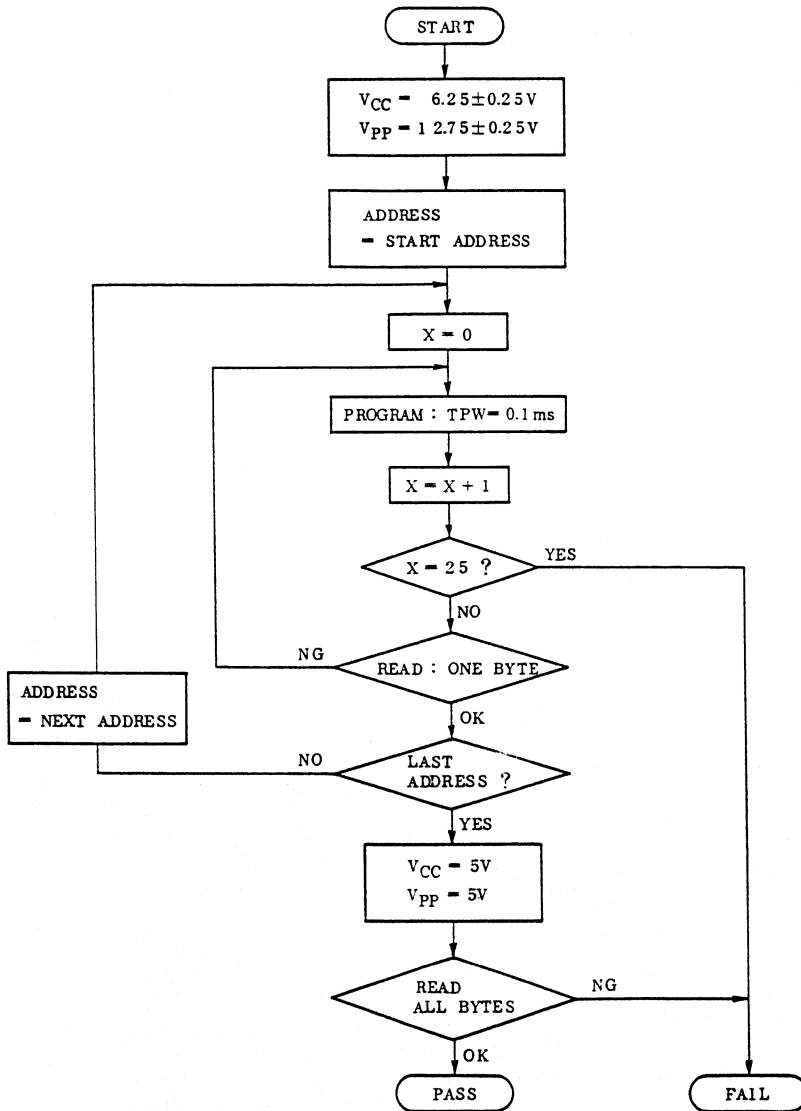 START
VCC = 6.25±0.25V
VPP = 12.75±0.25V
ADDRESS
= START ADDRESS
X = 0
PROGRAM : TPW = 0.1ms
X = X + 1
X = 25 ?
YES
NO
NG
READ : ONE BYTE
ADDRESS
= NEXT ADDRESS
OK
NO
LAST
ADDRESS ?
YES
VCC = 5V
VPP = 5V
READ
ALL BYTES
NG
OK
PASS
FAIL